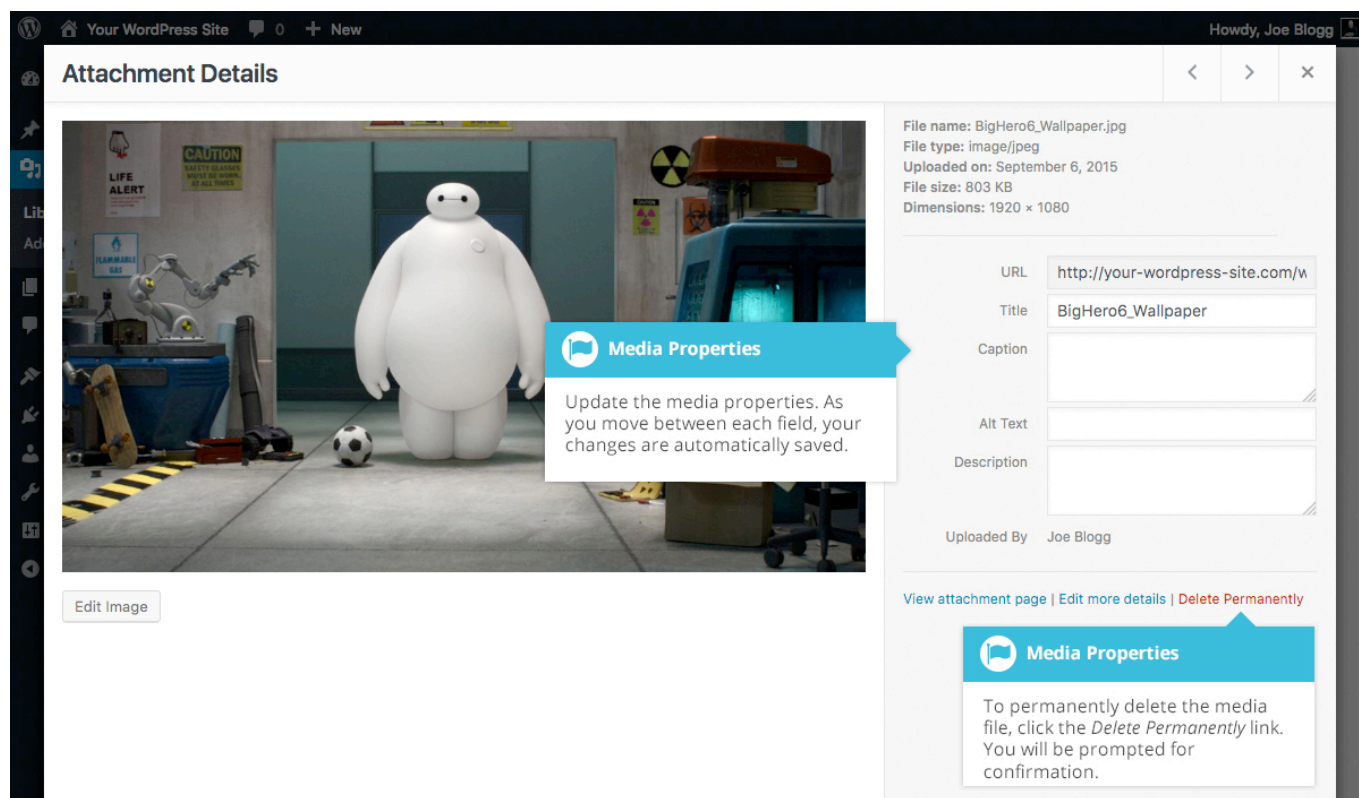 Your WordPress Site 0 + New
Howdy, Joe Blogg
Attachment Details
Lib
Add
LIFE
ALERT
CAUTION
SAFETY GLASSES
MUST BE WORN
AT ALL TIMES
CAUTION
FLAMMABLE
GAS
File name: BigHero6_Wallpaper.jpg
File type: image/jpeg
Uploaded on: September 6, 2015
File size: 803 KB
Dimensions: 1920 × 1080
URL http://your-wordpress-site.com/w
Title BigHero6_Wallpaper
Caption
Alt Text
Description
Uploaded By Joe Blogg
Media Properties
Update the media properties. As
you move between each field, your
changes are automatically saved.
Edit Image
View attachment page | Edit more details | Delete Permanently
Media Properties
To permanently delete the media
file, click the Delete Permanently link.
You will be prompted for
confirmation.